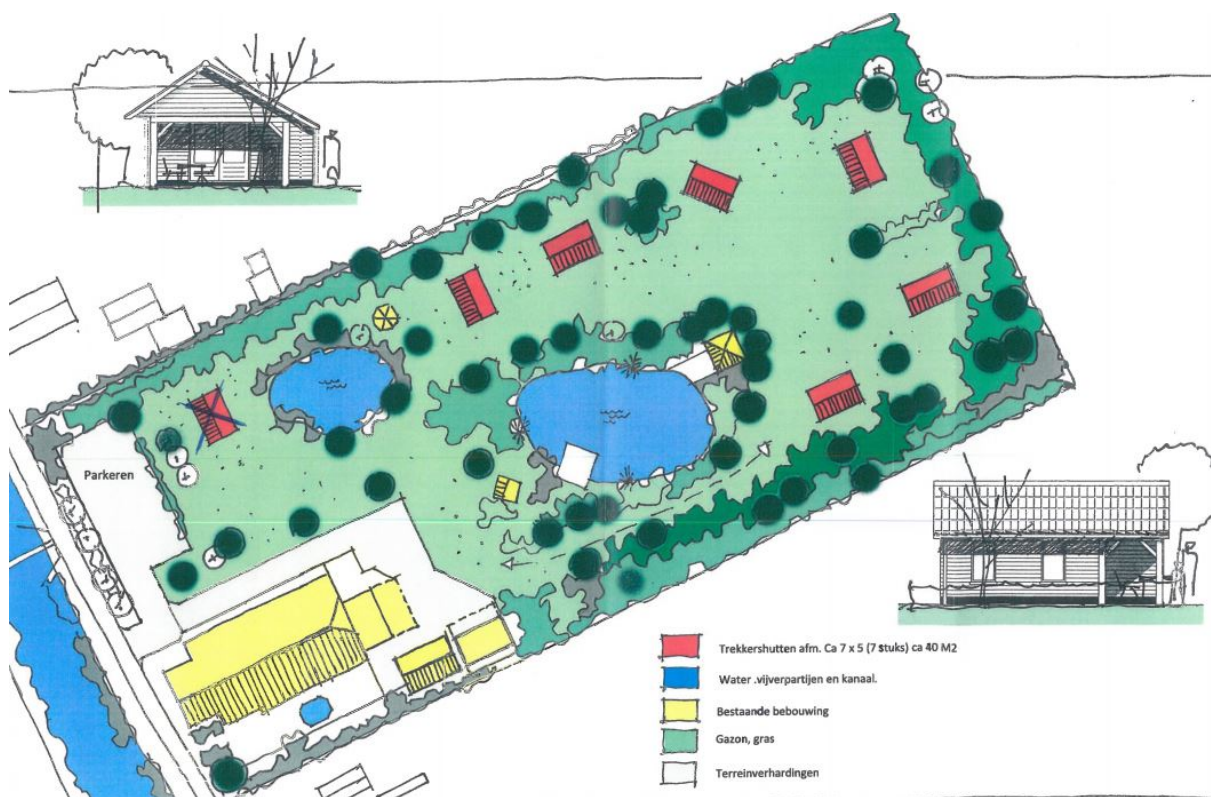 Parkeren
Trekkershutten afm. Ca 7 x 5 (7 stuks) ca 40 M2
Water .vijverpartijen en kanaal.
Bestaande bebouwing
Gazon, gras
Terreinverhardingen